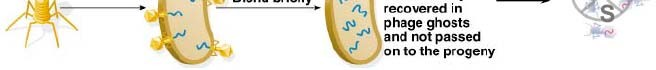 Blend briefly
recovered in
phage ghosts
and not passed
on to the progeny
S